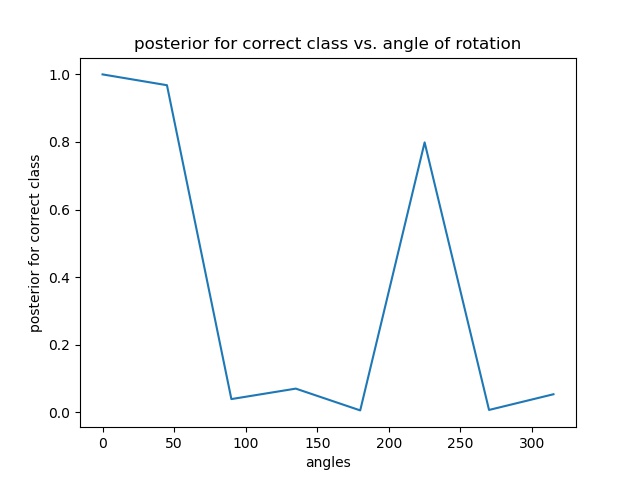 posterior for correct class vs. angle of rotation
posterior for correct class
1.0
0.8
0.6
0.4
0.2
0.0
0 50 100 150 200 250 300
angles